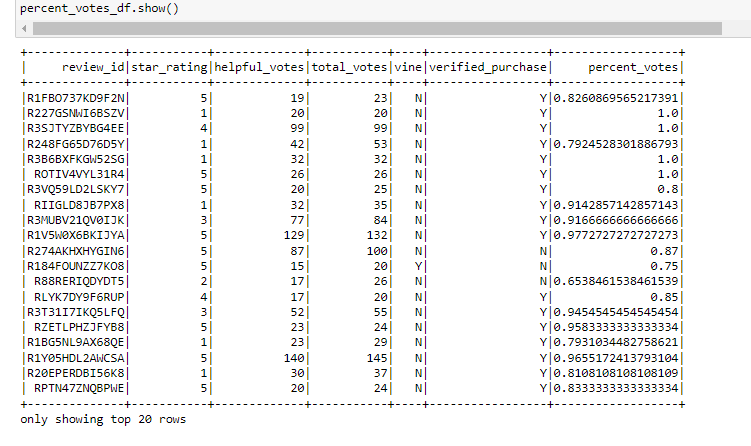 percent_votes_df.show()
+--------------+-----------+-------------+-----------+----+-----------------+------------------+
|     review_id|star_rating|helpful_votes|total_votes|vine|verified_purchase|     percent_votes|
+--------------+-----------+-------------+-----------+----+-----------------+------------------+
|R1FBO737KD9F2N|          5|           19|         23|   N|                Y|0.8260869565217391|
|R227GSNWI6BSZV|          1|           20|         20|   N|                Y|               1.0|
|R3SJTYZBYBG4EE|          4|           99|         99|   N|                Y|               1.0|
|R248FG65D76D5Y|          1|           42|         53|   N|                Y|0.7924528301886793|
|R3B6BXFKGW52SG|          1|           32|         32|   N|                Y|               1.0|
| ROTIV4VYL31R4|          5|           26|         26|   N|                Y|               1.0|
|R3VQ59LD2LSKY7|          5|           20|         25|   N|                Y|               0.8|
| RIIGLD8JB7PX8|          1|           32|         35|   N|                Y|0.9142857142857143|
|R3MUBV21QV0IJK|          3|           77|         84|   N|                Y|0.9166666666666666|
|R1V5W0X6BKIJYA|          5|          129|        132|   N|                Y|0.9772727272727273|
|R274AKHXHYGIN6|          5|           87|        100|   N|                N|              0.87|
|R184FOUNZZ7KO8|          5|           15|         20|   Y|                N|              0.75|
| R88RERIQDYDT5|          2|           17|         26|   N|                N|0.6538461538461539|
| RLYK7DY9F6RUP|          4|           17|         20|   N|                Y|              0.85|
|R3T31I7IKQ5LFQ|          3|           52|         55|   N|                Y|0.9454545454545454|
| RZETLPHZJFYB8|          5|           23|         24|   N|                Y|0.9583333333333334|
|R1BG5NL9AX68QE|          1|           23|         29|   N|                Y|0.7931034482758621|
|R1Y05HDL2AWCSA|          5|          140|        145|   N|                Y|0.9655172413793104|
|R20EPERDBI56K8|          1|           30|         37|   N|                Y|0.8108108108108109|
| RPTN47ZNQBPWE|          5|           20|         24|   N|                Y|0.8333333333333334|
+--------------+-----------+-------------+-----------+----+-----------------+------------------+
only showing top 20 rows